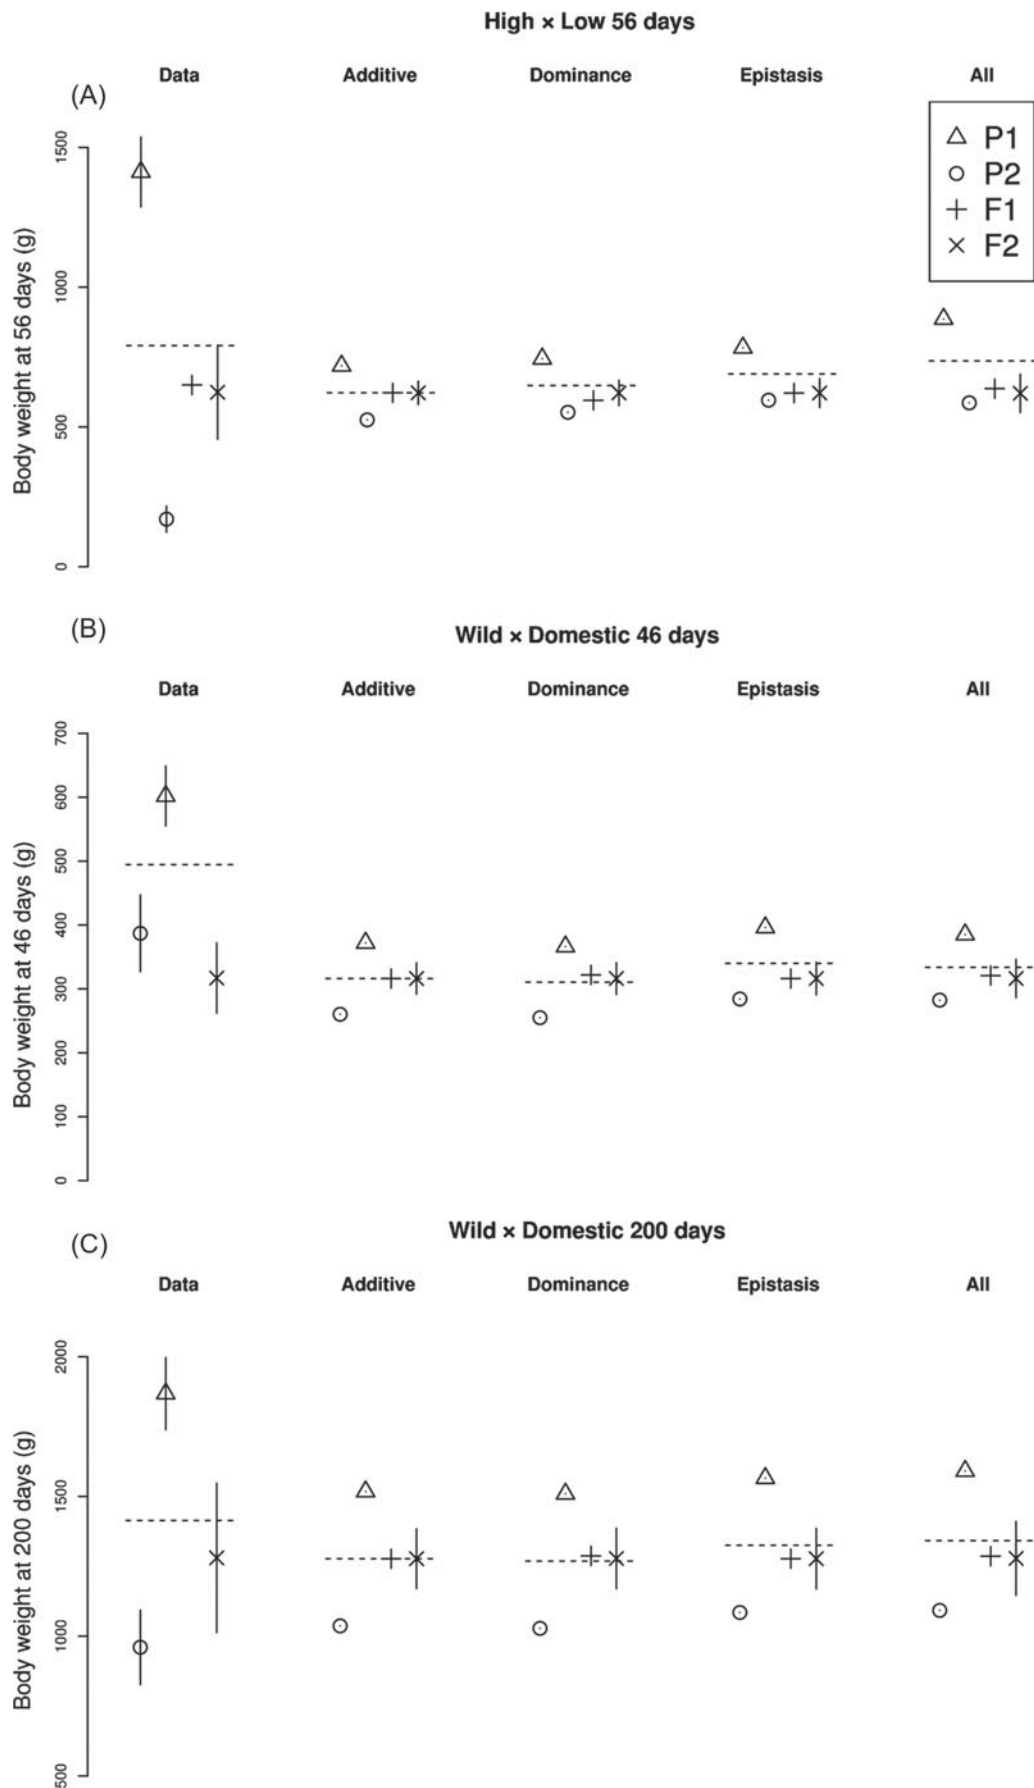 High × Low 56 days
Data Additive Dominance Epistasis All
(A)
P1
P2
F1
F2
Body weight at 56 days (g)
1500
1000
500
0
(B)
Wild × Domestic 46 days
Data Additive Dominance Epistasis All
Body weight at 46 days (g)
700
600
500
400
300
200
100
0
(C)
Wild × Domestic 200 days
Data Additive Dominance Epistasis All
Body weight at 200 days (g)
2000
1500
1000
500